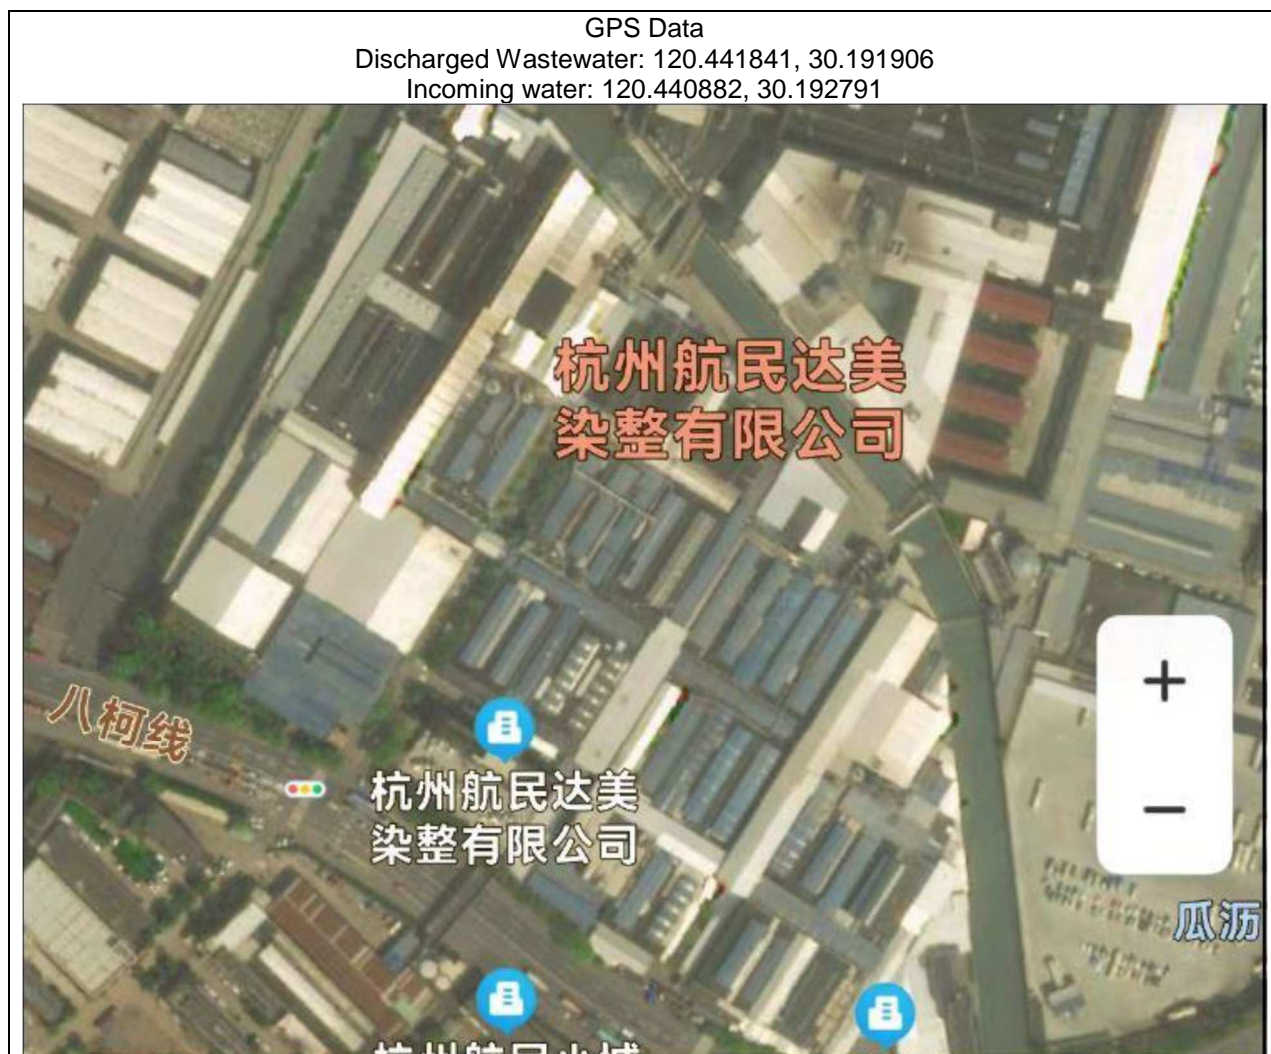 GPS Data
Discharged Wastewater: 120.441841, 30.191906
Incoming water: 120.440882, 30.192791
杭州航民达美
染整有限公司
八柯线
杭州航民达美
染整有限公司
瓜沥